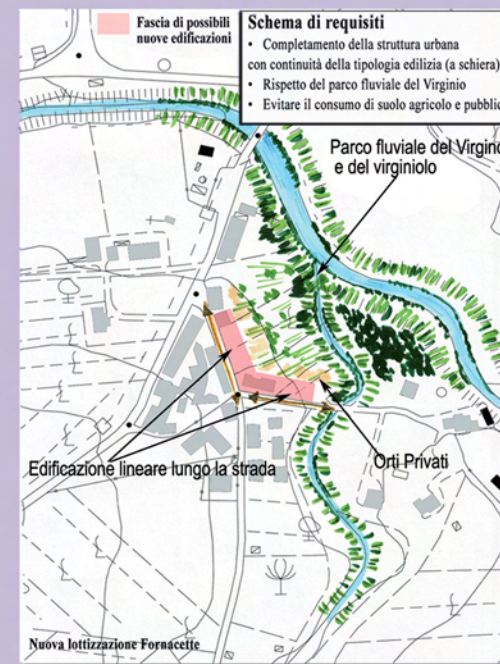 Fascia di possibili
nuove edificazioni
Schema di requisiti
• Completamento della struttura urbana
con continuità della tipologia edilizia (a schiera)
• Rispetto del parco fluviale del Virginio
• Evitare il consumo di suolo agricolo e pubblic
Parco fluviale del Virgino
e del virginiolo
Edificazione lineare lungo la strada
Orti Privati
Nuova lottizzazione Fornacette